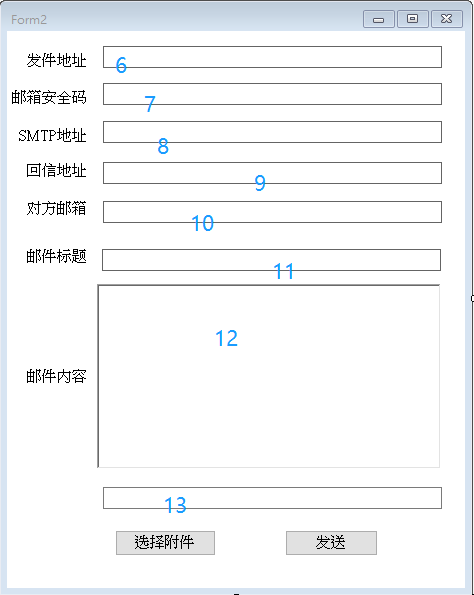 Form2
发件地址
6
邮箱安全码
7
SMTP地址
8
回信地址
9
对方邮箱
10
邮件标题
11
12
邮件内容
13
选择附件 发送